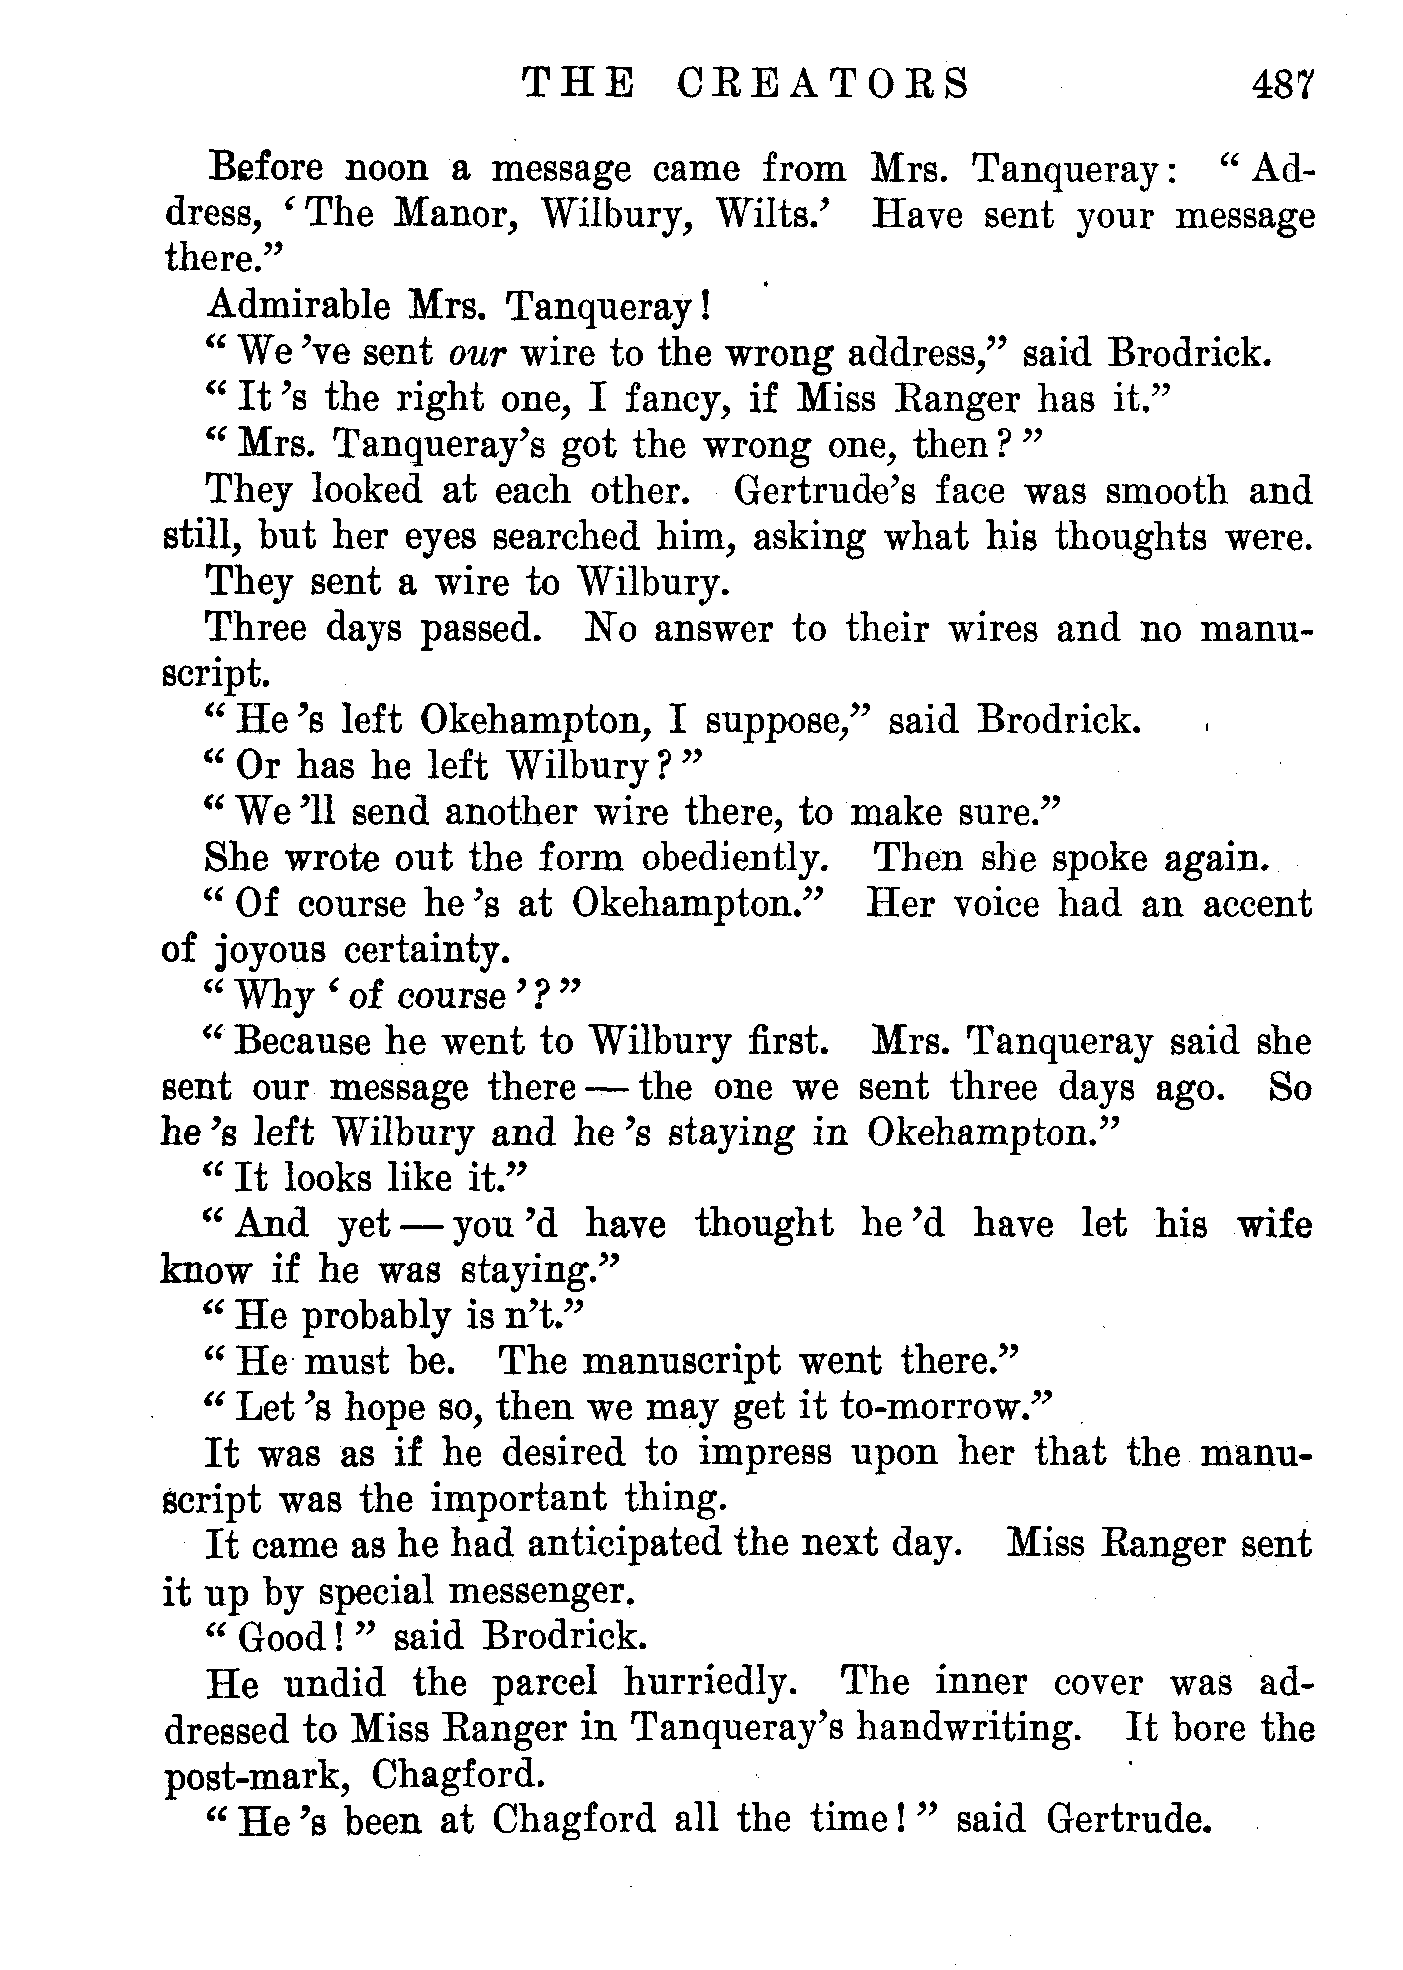 THE CREATORS 487
Before noon a message came from Mrs. Tanqueray: “Ad-
dress, ‘The Manor, Wilbury, Wilts.’ Have sent your message
there.”
Admirable Mrs. Tanqueray!
“We 've sent our wire to the wrong address,” said Brodrick.
“It 's the right one, I fancy, if Miss Ranger has it.”
“Mrs. Tanqueray's got the wrong one, then?”
They looked at each other. Gertrude's face was smooth and
still, but her eyes searched him, asking what his thoughts were.
They sent a wire to Wilbury.
Three days passed. No answer to their wires and no manu-
script.
“He 's left Okehampton, I suppose,” said Brodrick.
“Or has he left Wilbury?”
“We 'll send another wire there, to make sure.”
She wrote out the form obediently. Then she spoke again.
“Of course he 's at Okehampton.” Her voice had an accent
of joyous certainty.
“Why ‘of course’?”
“Because he went to Wilbury first. Mrs. Tanqueray said she
sent our message there — the one we sent three days ago. So
he 's left Wilbury and he 's staying in Okehampton.”
“It looks like it.”
“And yet — you 'd have thought he 'd have let his wife
know if he was staying.”
“He probably is n't.”
“He must be. The manuscript went there.”
“Let 's hope so, then we may get it to-morrow.”
It was as if he desired to impress upon her that the manu-
script was the important thing.
It came as he had anticipated the next day. Miss Ranger sent
it up by special messenger.
“Good!” said Brodrick.
He undid the parcel hurriedly. The inner cover was ad-
dressed to Miss Ranger in Tanqueray's handwriting. It bore the
post-mark, Chagford.
“He 's been at Chagford all the time!” said Gertrude.